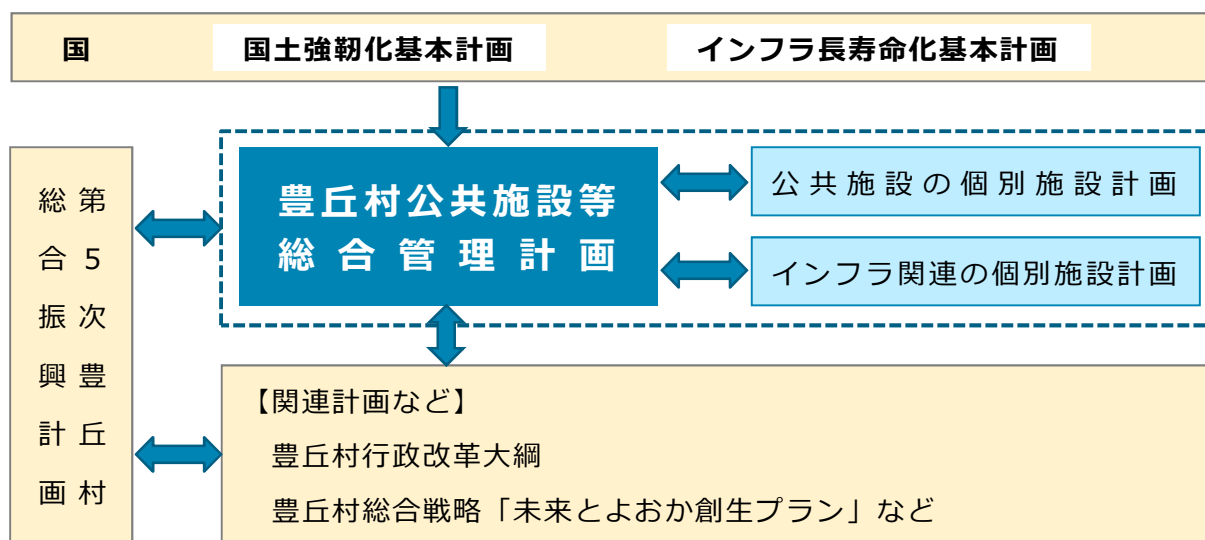 国
国土強靭化基本計画
インフラ長寿命化基本計画
第5次豊丘村
総合振興計画
豊丘村公共施設等
総合管理計画
公共施設の個別施設計画
インフラ関連の個別施設計画
【関連計画など】
豊丘村行政改革大綱
豊丘村総合戦略「未来とよおか創生プラン」など